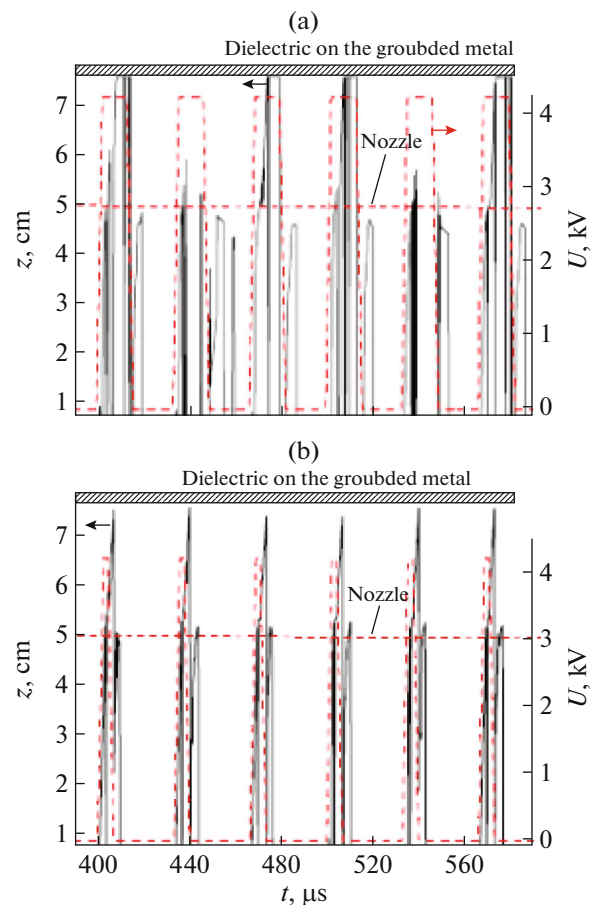 (a)
Dielectric on the groubded metal
7
6
5
4
3
2
1
z, cm
Nozzle
4
3
2
1
0
U, kV
(b)
Dielectric on the groubded metal
7
6
5
4
3
2
1
z, cm
Nozzle
4
3
2
1
0
U, kV
400 440 480 520 560
t, μs